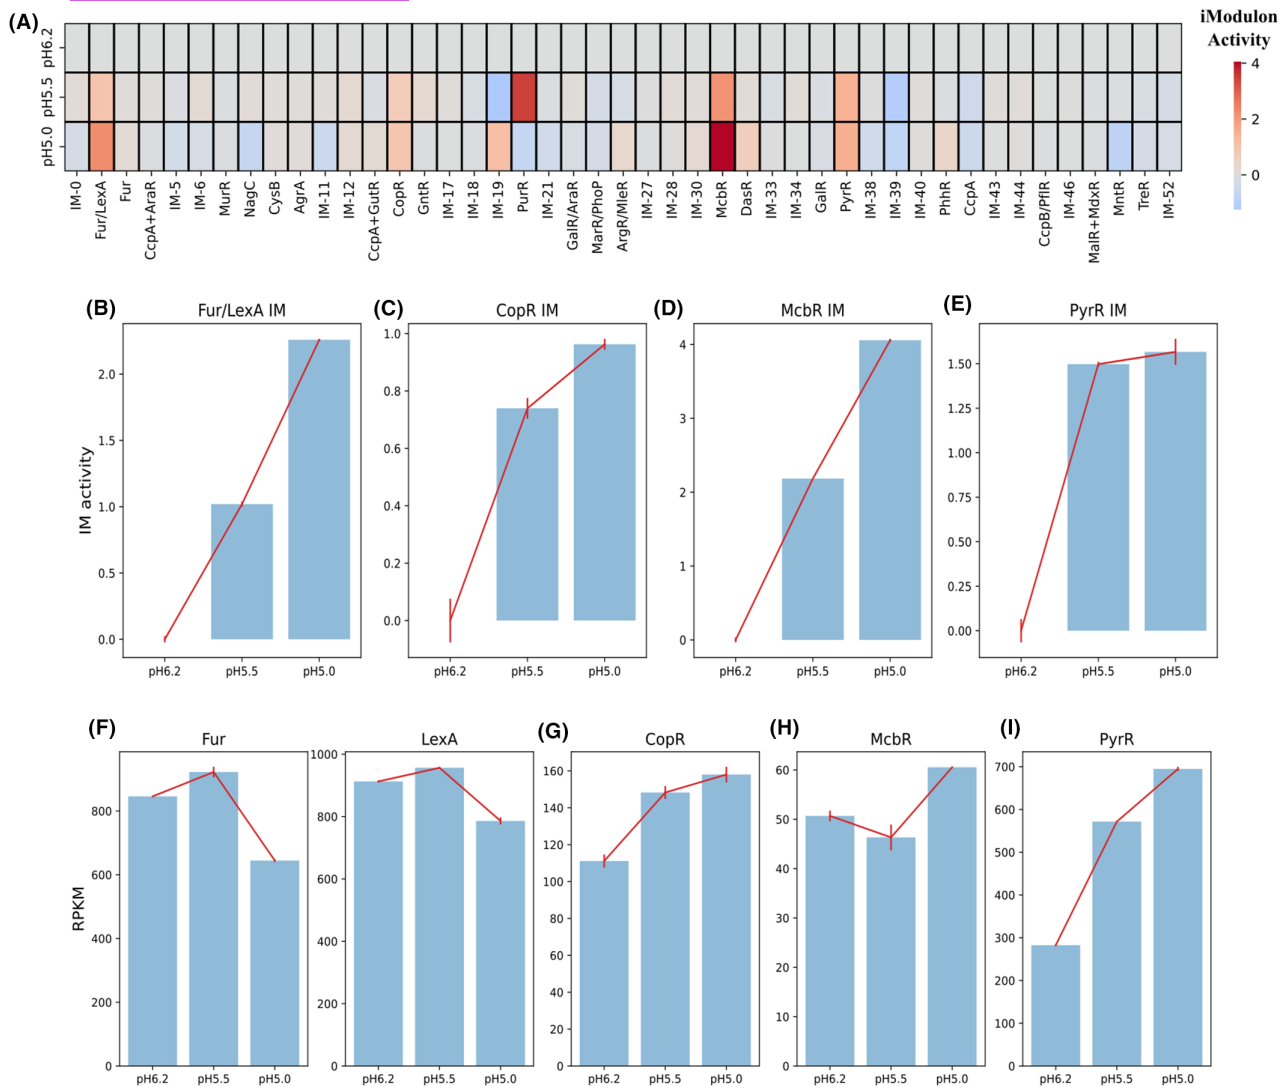 (A)
iModulon
Activity
pH6.2
pH5.5
pH5.0
4
2
0
IM-0
Fur/LexA
Fur
CcpA+AraR
IM-5
IM-6
MurR
NagC
CysB
AgrA
IM-11
IM-12
CcpA+GutR
CopR
GntR
IM-17
IM-18
IM-19
PurR
IM-21
GalR/AraR
MarR/PhoP
ArgR/MleR
IM-27
IM-28
IM-30
McbR
DasR
IM-33
IM-34
GalR
PyrR
IM-38
IM-39
IM-40
PhhR
CcpA
IM-43
IM-44
CcpB/PflR
IM-46
MalR+MdxR
MntR
TreR
IM-52
(B)
Fur/LexA IM
IM activity
2.0
1.5
1.0
0.5
0.0
pH6.2 pH5.5 pH5.0
(C)
CopR IM
1.0
0.8
0.6
0.4
0.2
0.0
pH6.2 pH5.5 pH5.0
(D)
McbR IM
4
3
2
1
0
pH6.2 pH5.5 pH5.0
(E)
PyrR IM
1.50
1.25
1.00
0.75
0.50
0.25
0.00
pH6.2 pH5.5 pH5.0
(F)
Fur
RPKM
800
600
400
200
0
pH6.2 pH5.5 pH5.0
LexA
1000
800
600
400
200
0
pH6.2 pH5.5 pH5.0
(G)
CopR
160
140
120
100
80
60
40
20
0
pH6.2 pH5.5 pH5.0
(H)
McbR
60
50
40
30
20
10
0
pH6.2 pH5.5 pH5.0
(I)
PyrR
700
600
500
400
300
200
100
0
pH6.2 pH5.5 pH5.0